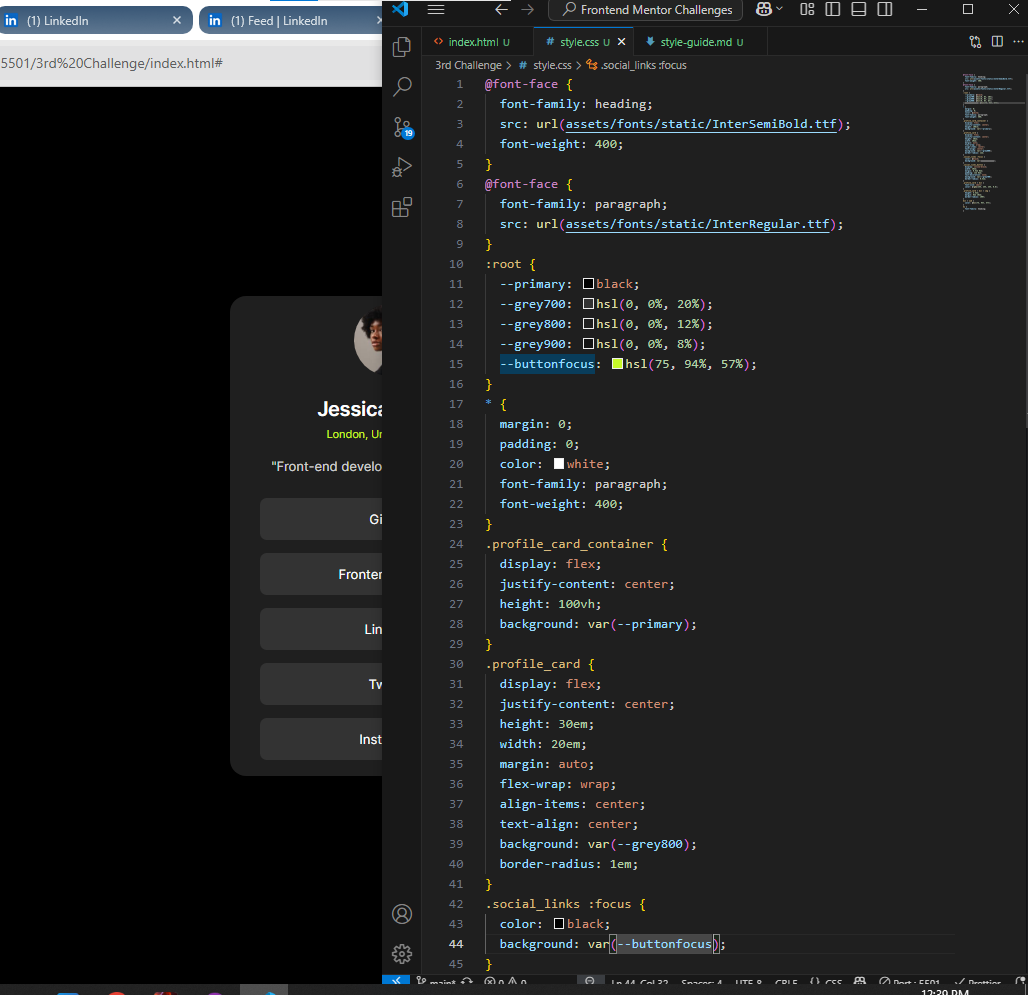 (1) LinkedIn
(1) Feed | LinkedIn
Frontend Mentor Challenges
5501/3rd%20Challenge/index.html#
index.html U
style.css U
style-guide.md U
3rd Challenge > # style.css > .social_links :focus
1 @font-face {
2 font-family: heading;
3 src: url(assets/fonts/static/InterSemiBold.ttf);
4 font-weight: 400;
5 }
6 @font-face {
7 font-family: paragraph;
8 src: url(assets/fonts/static/InterRegular.ttf);
9 }
10 :root {
11 --primary: black;
12 --grey700: hsl(0, 0%, 20%);
13 --grey800: hsl(0, 0%, 12%);
14 --grey900: hsl(0, 0%, 8%);
15 --buttonfocus: hsl(75, 94%, 57%);
16 }
17 * {
18 margin: 0;
19 padding: 0;
20 color: white;
21 font-family: paragraph;
22 font-weight: 400;
23 }
24 .profile_card_container {
25 display: flex;
26 justify-content: center;
27 height: 100vh;
28 background: var(--primary);
29 }
30 .profile_card {
31 display: flex;
32 justify-content: center;
33 height: 30em;
34 width: 20em;
35 margin: auto;
36 flex-wrap: wrap;
37 align-items: center;
38 text-align: center;
39 background: var(--grey800);
40 border-radius: 1em;
41 }
42 .social_links :focus {
43 color: black;
44 background: var(--buttonfocus);
45 }
19
Jessica
London, Un
"Front-end develo
Gi
Fronten
Lin
Tw
Inst
main*
0 0
Ln 44, Col 32 Spaces: 4 UTF-8 CRLF {} CSS Port : 5501 Prettier
12:39 PM